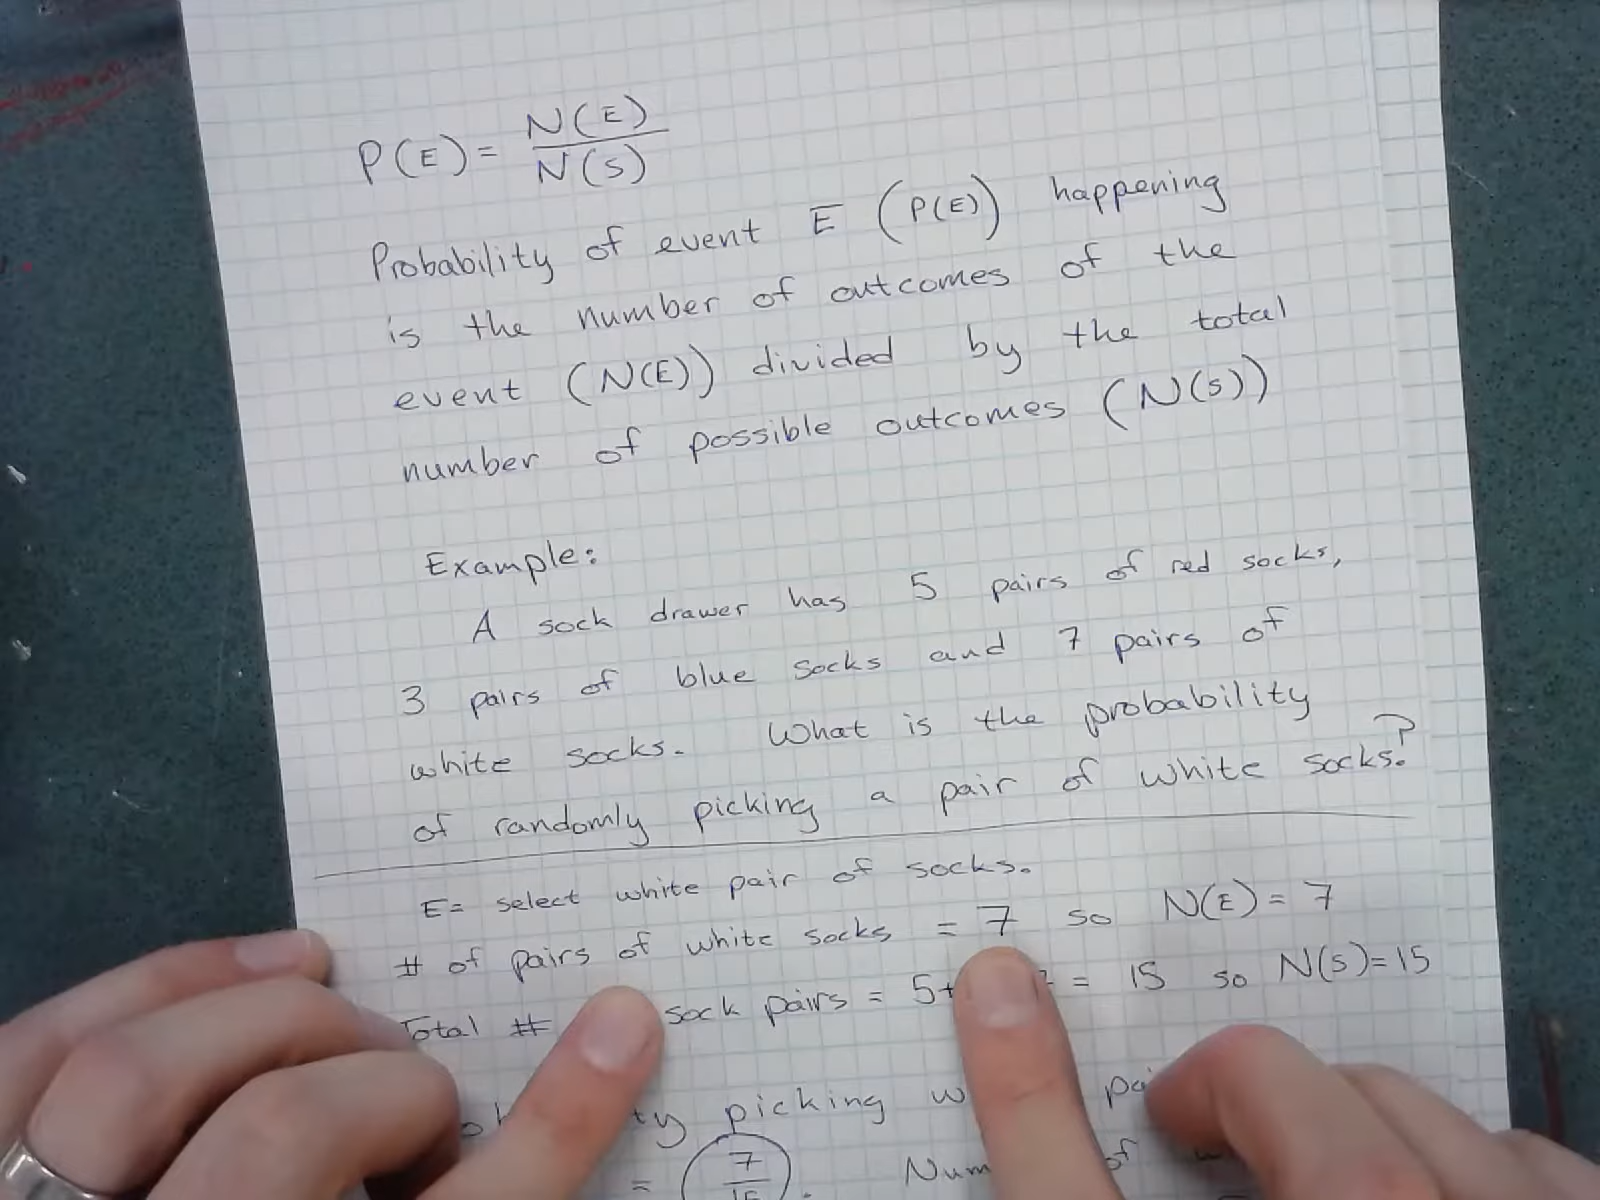 P(E) = N(E)/N(S)
Probability of event E (P(E)) happening
is the number of outcomes of the
event (N(E)) divided by the total
number of possible outcomes (N(S))
Example:
A sock drawer has 5 pairs of red socks,
3 pairs of blue socks and 7 pairs of
white socks. What is the probability
of randomly picking a pair of white socks?
E= select white pair of socks.
# of pairs of white socks = 7 so N(E) = 7
Total # sock pairs = 5+ = 15 so N(S)=15
picking
= 7/15. of